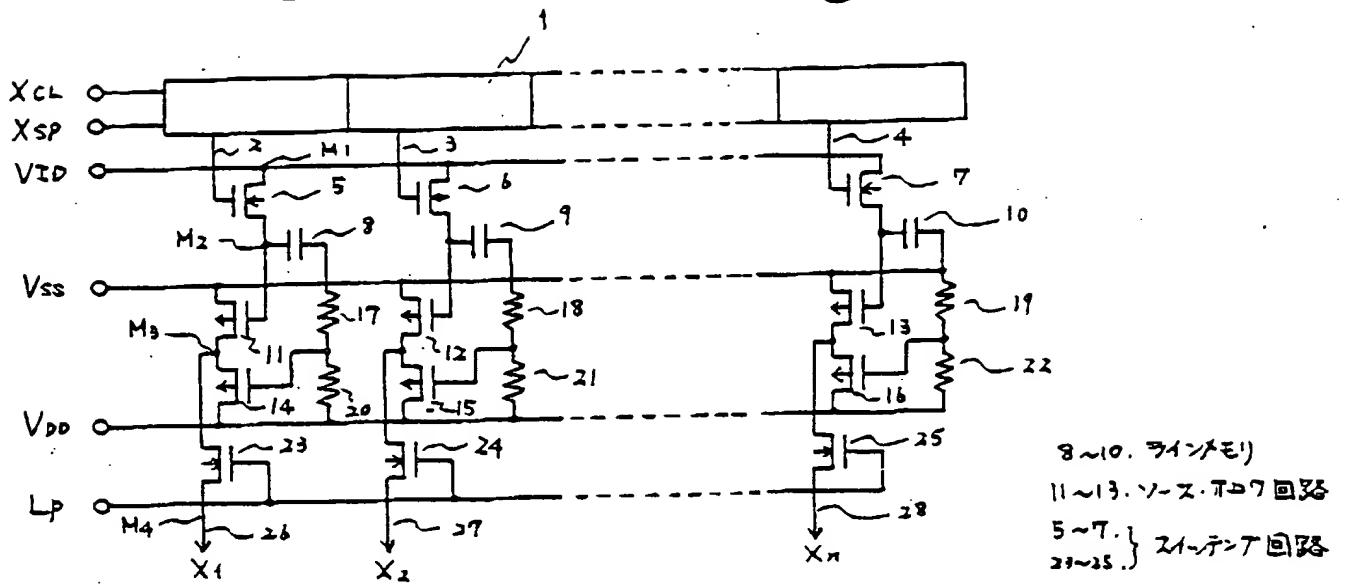 1
XCL
XSP
2 M1 3 4
VID
5 6 7
8 9 10
M2
VSS
17 18 19
M3
11 12 13
20 21 22
14 15 16
VDD
23 24 25
LP
M4
26 27 28
X1 X2 Xn
8~10. ラインメモリ
11~13. ソース・ホロワ回路
5~7.
23~25. } スイッチング回路